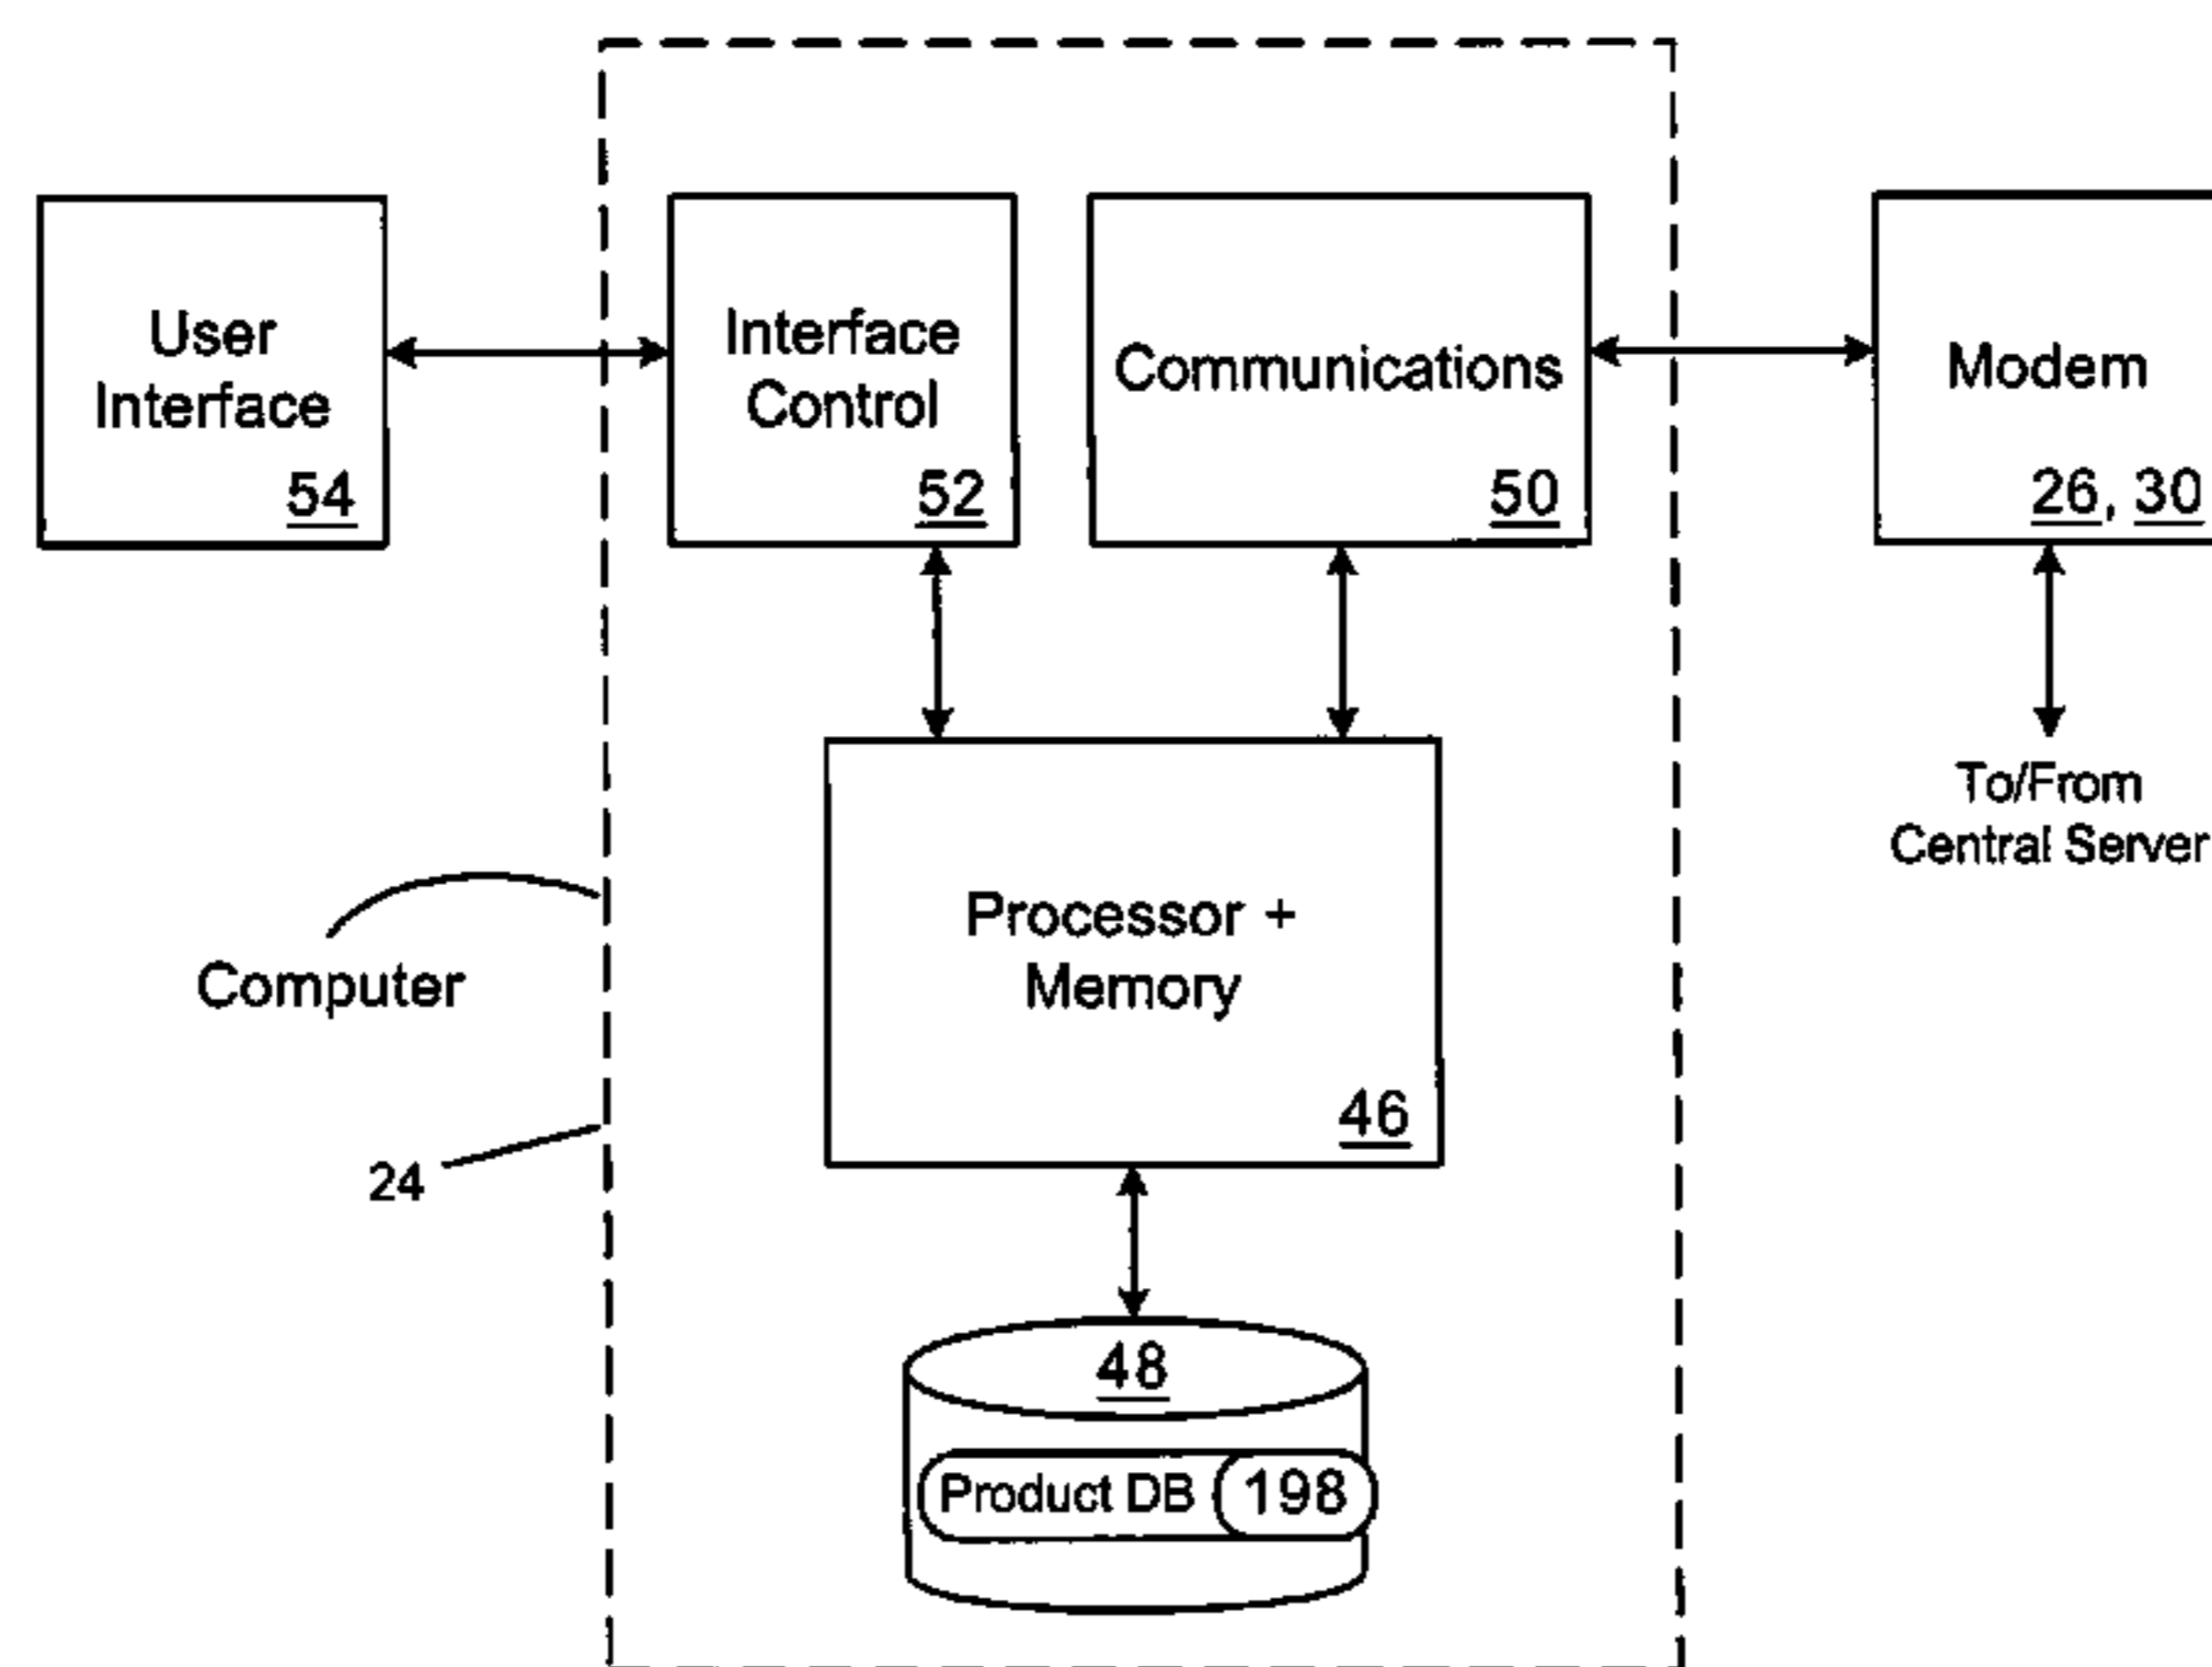 User
Interface
54
Interface
Control
52
Communications
50
Modem
26, 30
To/From
Central Server
Processor +
Memory
46
Computer
24
48
Product DB 198